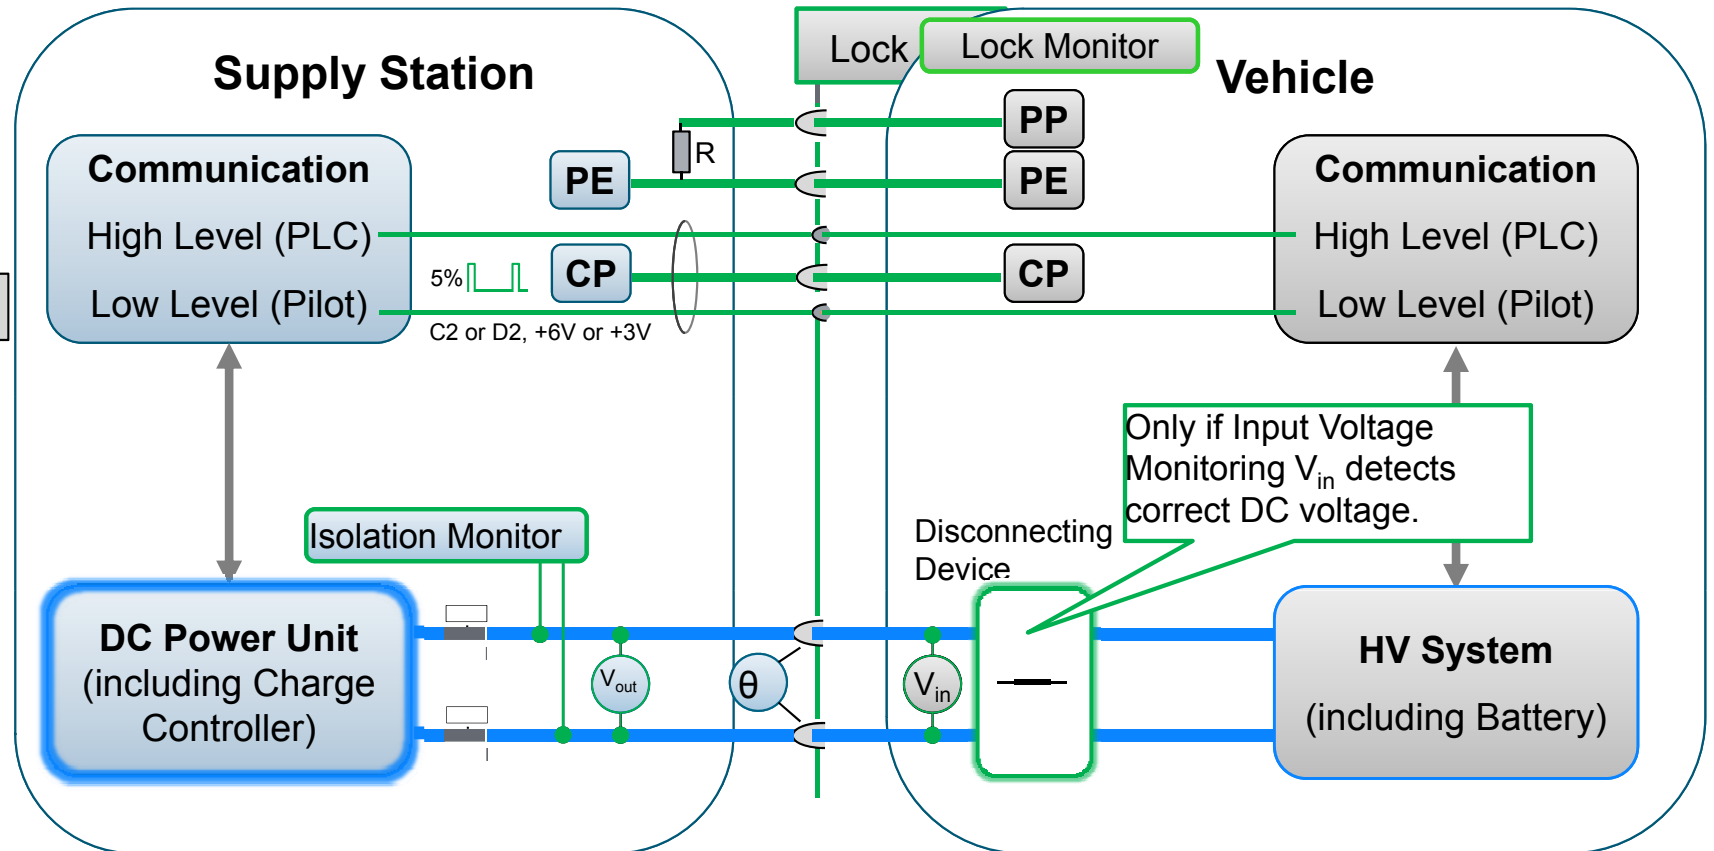 Lock
Lock Monitor
Supply Station
Vehicle
PP
R
PE
PE
Communication
High Level (PLC)
Low Level (Pilot)
5%
CP
CP
C2 or D2, +6V or +3V
Communication
High Level (PLC)
Low Level (Pilot)
Only if Input Voltage
Monitoring Vin detects
correct DC voltage.
Isolation Monitor
Disconnecting
Device
DC Power Unit
(including Charge
Controller)
Vout
θ
Vin
HV System
(including Battery)